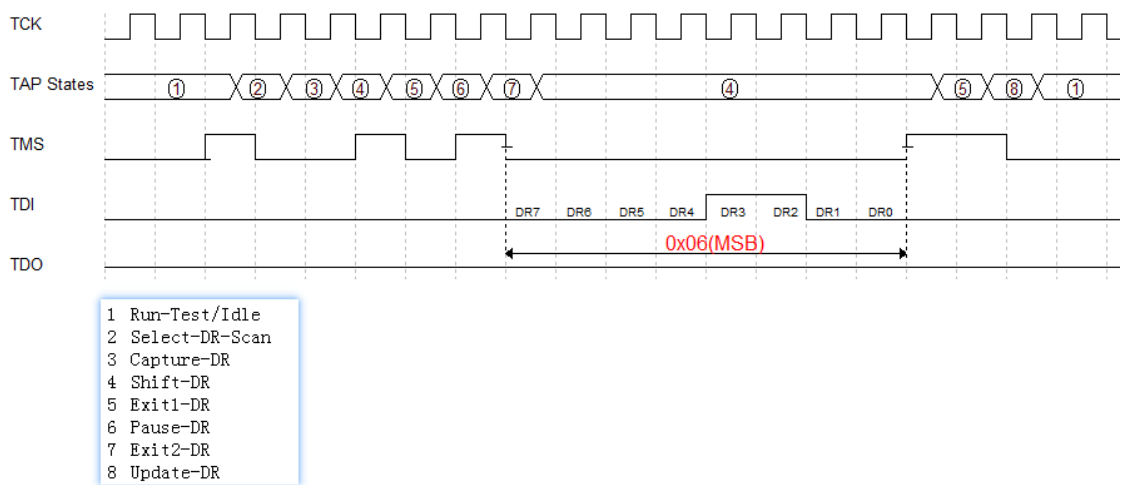 TCK
TAP States ① ② ③ ④ ⑤ ⑥ ⑦ ④ ⑤ ⑧ ①
TMS
TDI
DR7 DR6 DR5 DR4 DR3 DR2 DR1 DR0
0x06(MSB)
TDO
1 Run-Test/Idle
2 Select-DR-Scan
3 Capture-DR
4 Shift-DR
5 Exit1-DR
6 Pause-DR
7 Exit2-DR
8 Update-DR